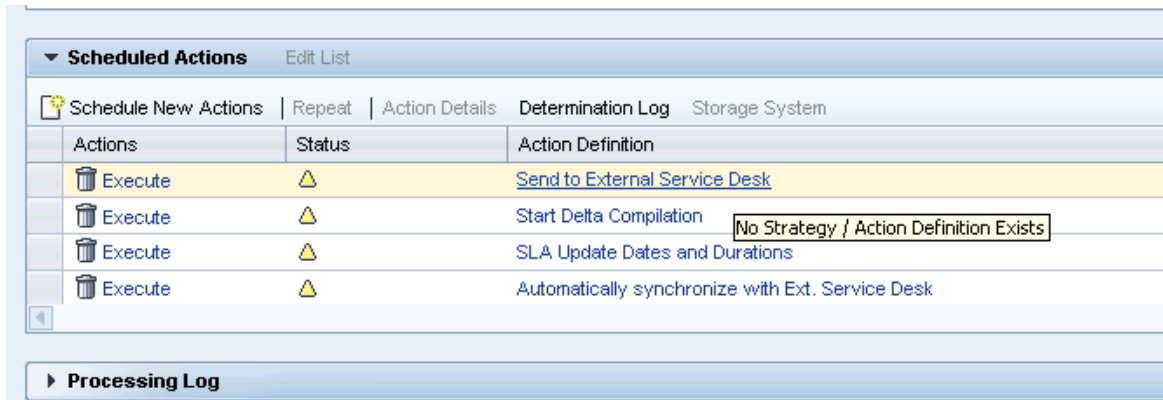 Scheduled Actions Edit List
Schedule New Actions | Repeat | Action Details Determination Log Storage System
Actions Status Action Definition
Execute Send to External Service Desk
Execute Start Delta Compilation
No Strategy / Action Definition Exists
Execute SLA Update Dates and Durations
Execute Automatically synchronize with Ext. Service Desk
Processing Log